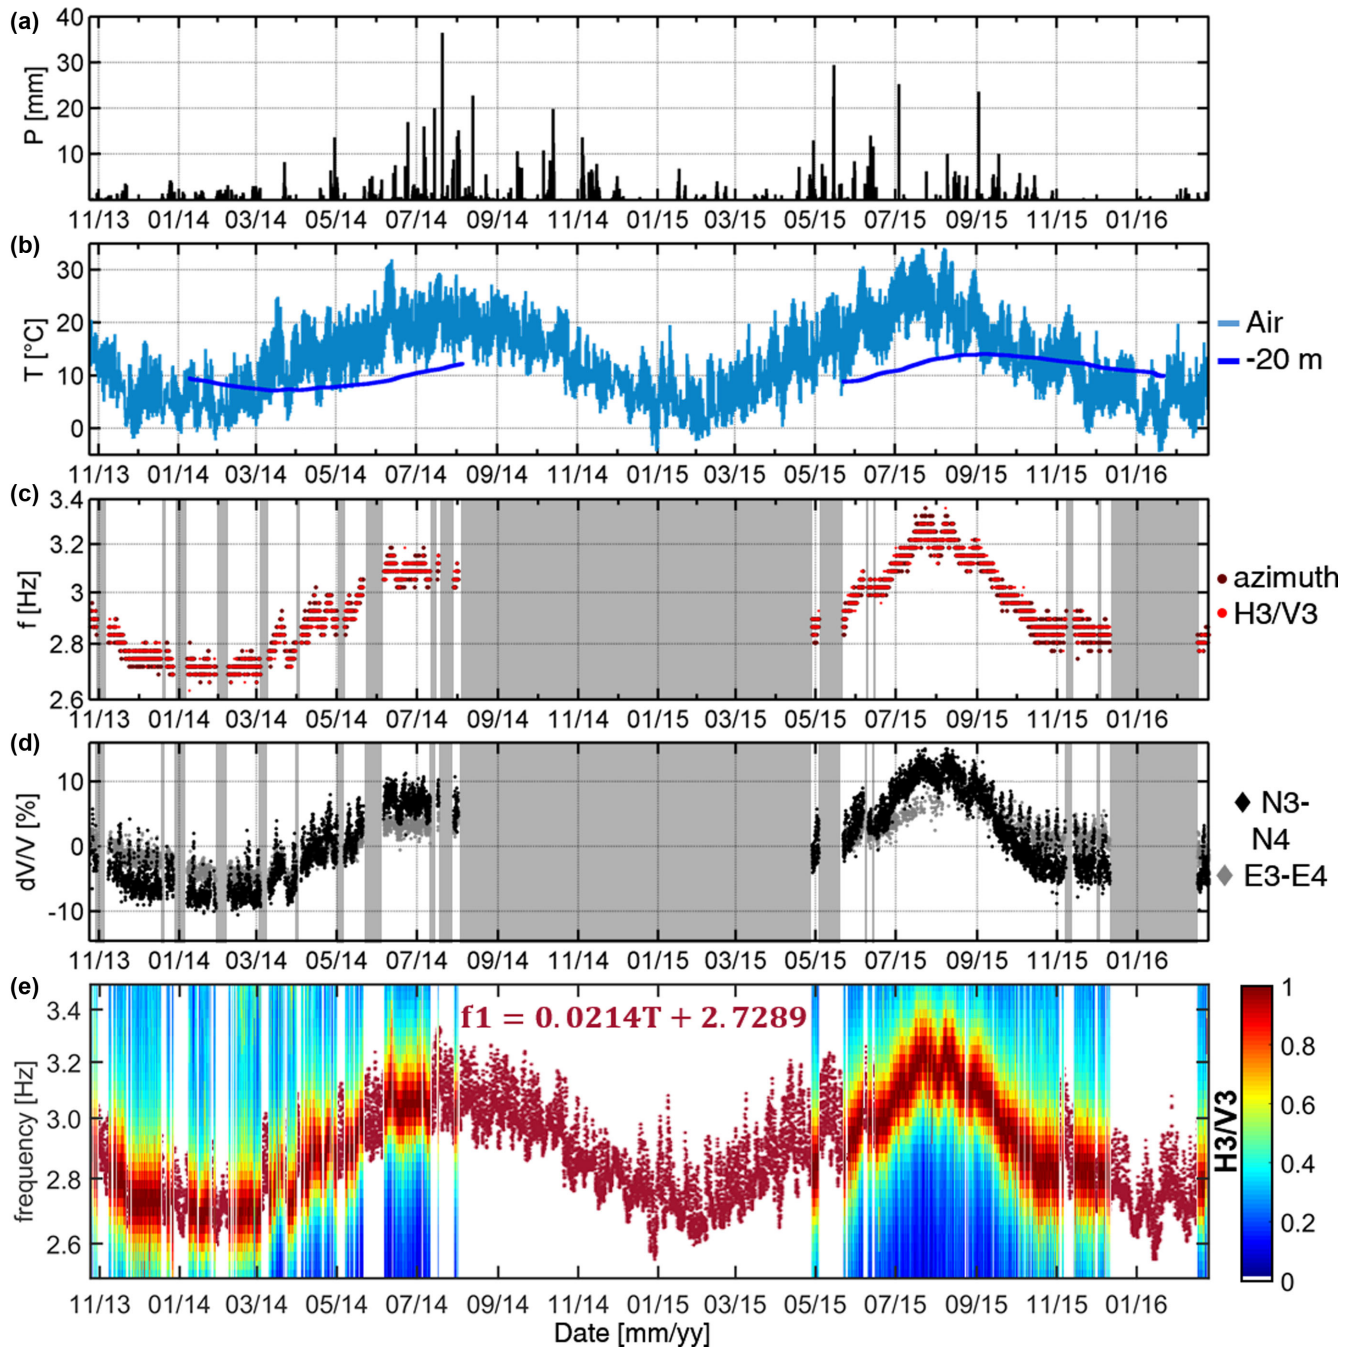 (a)
P [mm]
40
30
20
10
11/13 01/14 03/14 05/14 07/14 09/14 11/14 01/15 03/15 05/15 07/15 09/15 11/15 01/16
(b)
T [°C]
30
20
10
0
Air
-20 m
11/13 01/14 03/14 05/14 07/14 09/14 11/14 01/15 03/15 05/15 07/15 09/15 11/15 01/16
(c)
f [Hz]
3.4
3.2
3
2.8
2.6
azimuth
H3/V3
11/13 01/14 03/14 05/14 07/14 09/14 11/14 01/15 03/15 05/15 07/15 09/15 11/15 01/16
(d)
dV/V [%]
10
0
-10
N3-
N4
E3-E4
11/13 01/14 03/14 05/14 07/14 09/14 11/14 01/15 03/15 05/15 07/15 09/15 11/15 01/16
(e)
frequency [Hz]
3.4
3.2
3.0
2.8
2.6
f1 = 0.0214T + 2.7289
H3/V3
1
0.8
0.6
0.4
0.2
0
11/13 01/14 03/14 05/14 07/14 09/14 11/14 01/15 03/15 05/15 07/15 09/15 11/15 01/16
Date [mm/yy]